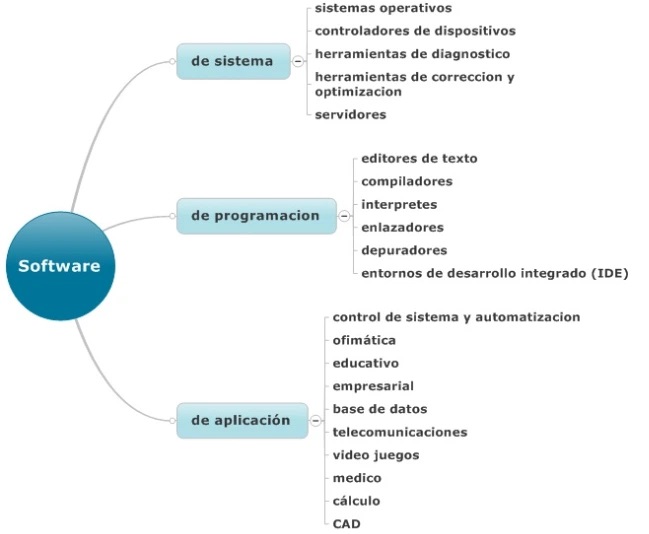 Software
de sistema
sistemas operativos
controladores de dispositivos
herramientas de diagnostico
herramientas de correccion y
optimizacion
servidores
de programacion
editores de texto
compiladores
interpretes
enlazadores
depuradores
entornos de desarrollo integrado (IDE)
de aplicación
control de sistema y automatizacion
ofimática
educativo
empresarial
base de datos
telecomunicaciones
video juegos
medico
cálculo
CAD